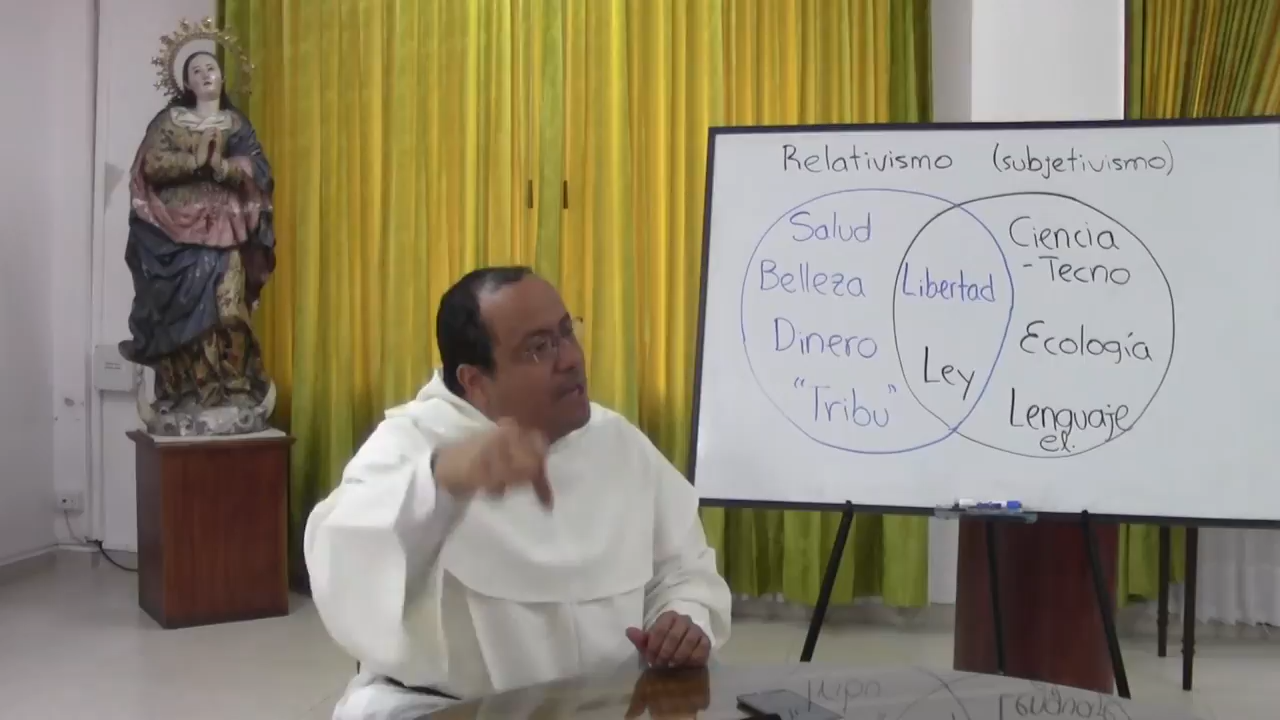 Relativismo (subjetivismo)
Salud
Belleza
Dinero
"Tribu"
Libertad
Ley
Ciencia
- Tecno
Ecología
Lenguaje
el.